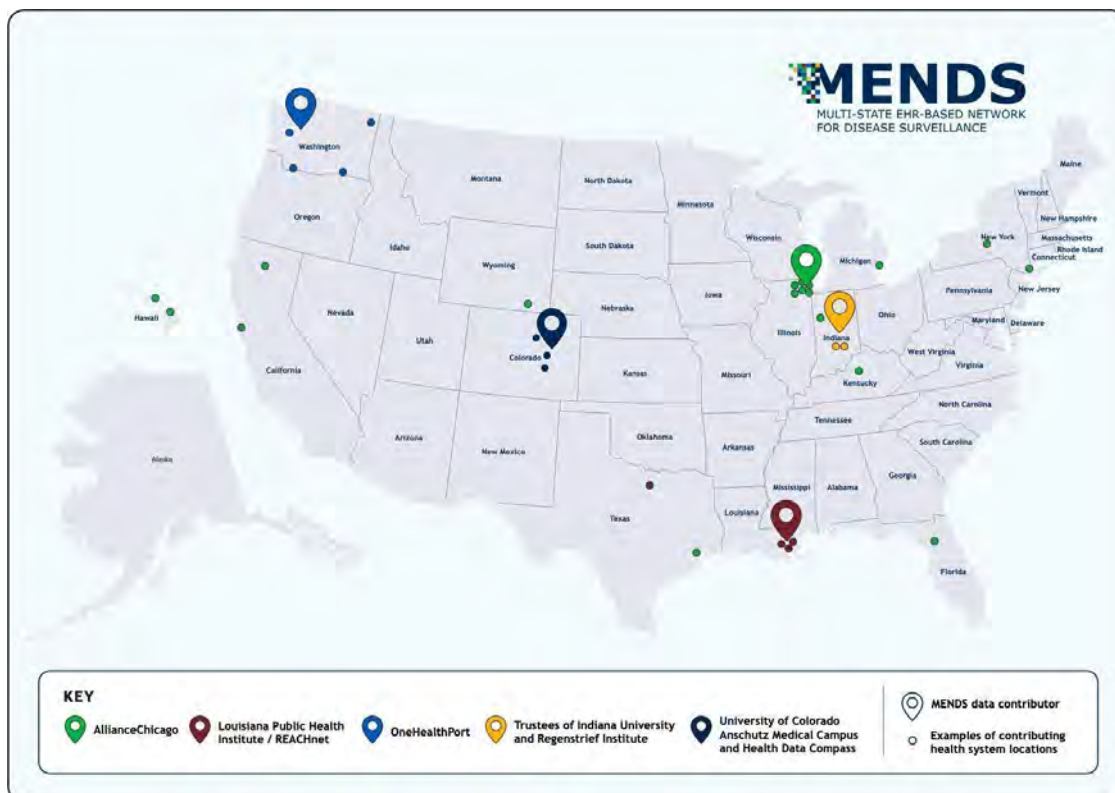 MENDS
MULTI-STATE EHR-BASED NETWORK
FOR DISEASE SURVEILLANCE
Washington
Montana
North Dakota
Minnesota
Maine
Vermont
New Hampshire
Oregon
Idaho
South Dakota
Wisconsin
Michigan
New York
Massachusetts
Rhode Island
Connecticut
Wyoming
Iowa
Pennsylvania
New Jersey
Hawaii
Nevada
Utah
Colorado
Nebraska
Illinois
Indiana
Ohio
Maryland
Delaware
West Virginia
Virginia
California
Kansas
Missouri
Kentucky
North Carolina
Tennessee
Arizona
New Mexico
Oklahoma
Arkansas
South Carolina
Alaska
Mississippi
Alabama
Georgia
Texas
Louisiana
Florida
KEY
AllianceChicago
Louisiana Public Health
Institute / REACHnet
OneHealthPort
Trustees of Indiana University
and Regenstrief Institute
University of Colorado
Anschutz Medical Campus
and Health Data Compass
MENDS data contributor
Examples of contributing
health system locations